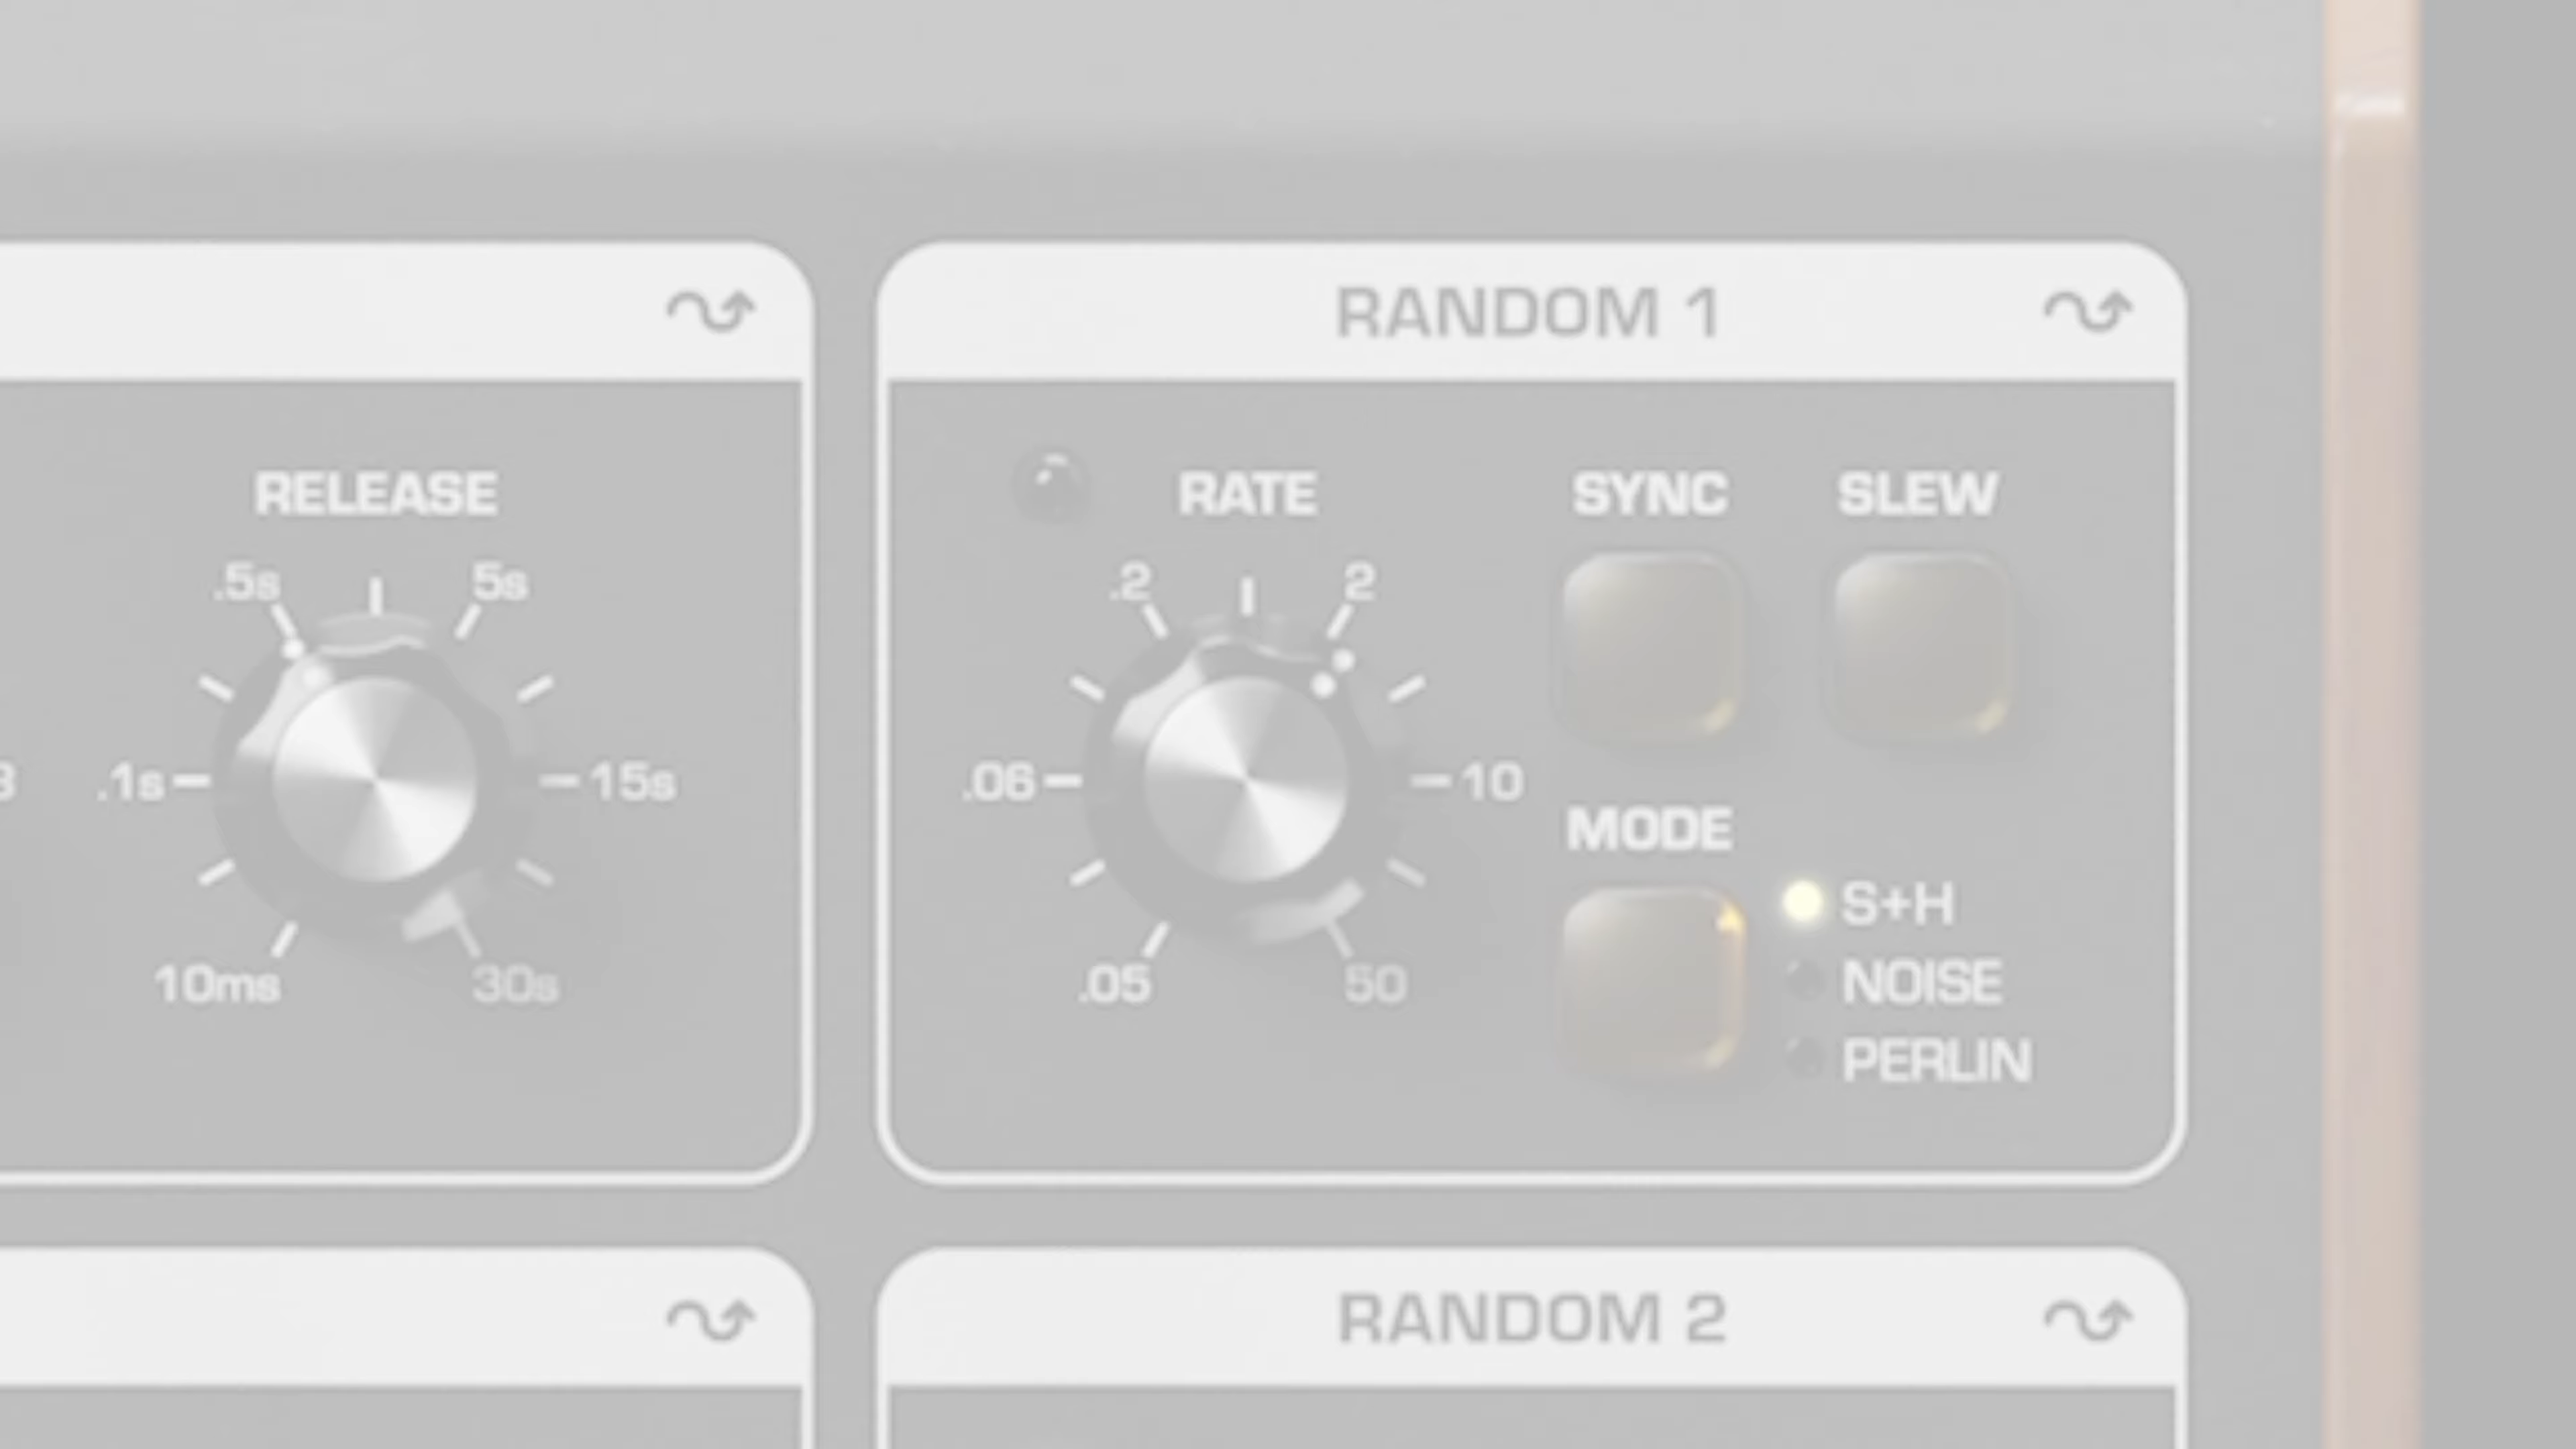 RANDOM 1
RELEASE
.5s
5s
.1s
15s
10ms
30s
RATE
.2
2
.06
10
.05
50
SYNC
SLEW
MODE
S+H
NOISE
PERLIN
RANDOM 2